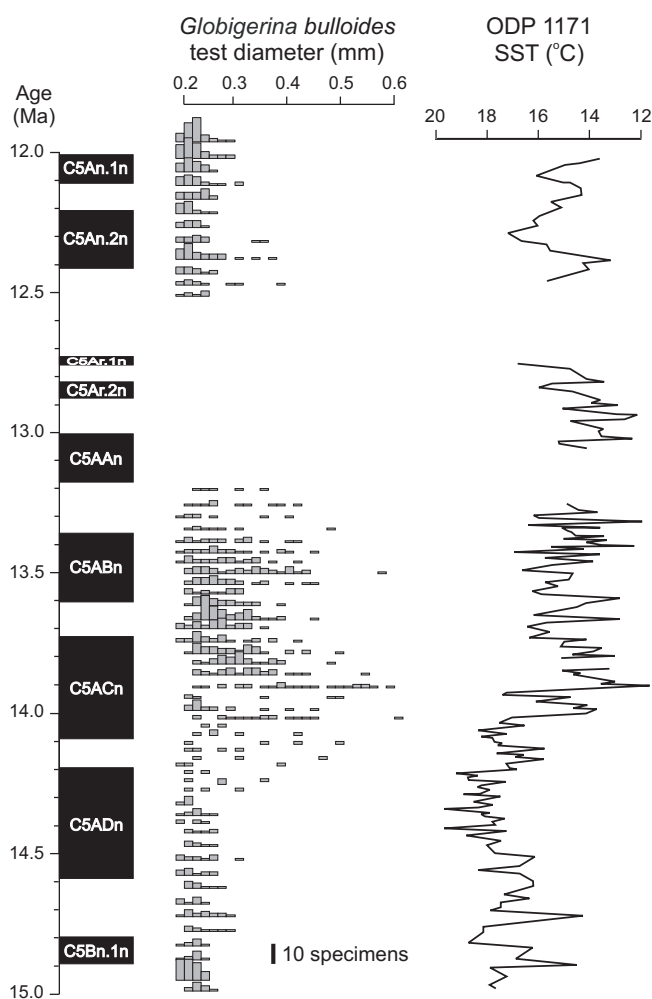 Globigerina bulloides
test diameter (mm)
0.2 0.3 0.4 0.5 0.6
ODP 1171
SST (°C)
20 18 16 14 12
Age
(Ma)
12.0
C5An.1n
C5An.2n
12.5
C5Ar.1n
C5Ar.2n
13.0
C5AAn
C5ABn
13.5
C5ACn
14.0
C5ADn
14.5
C5Bn.1n
10 specimens
15.0